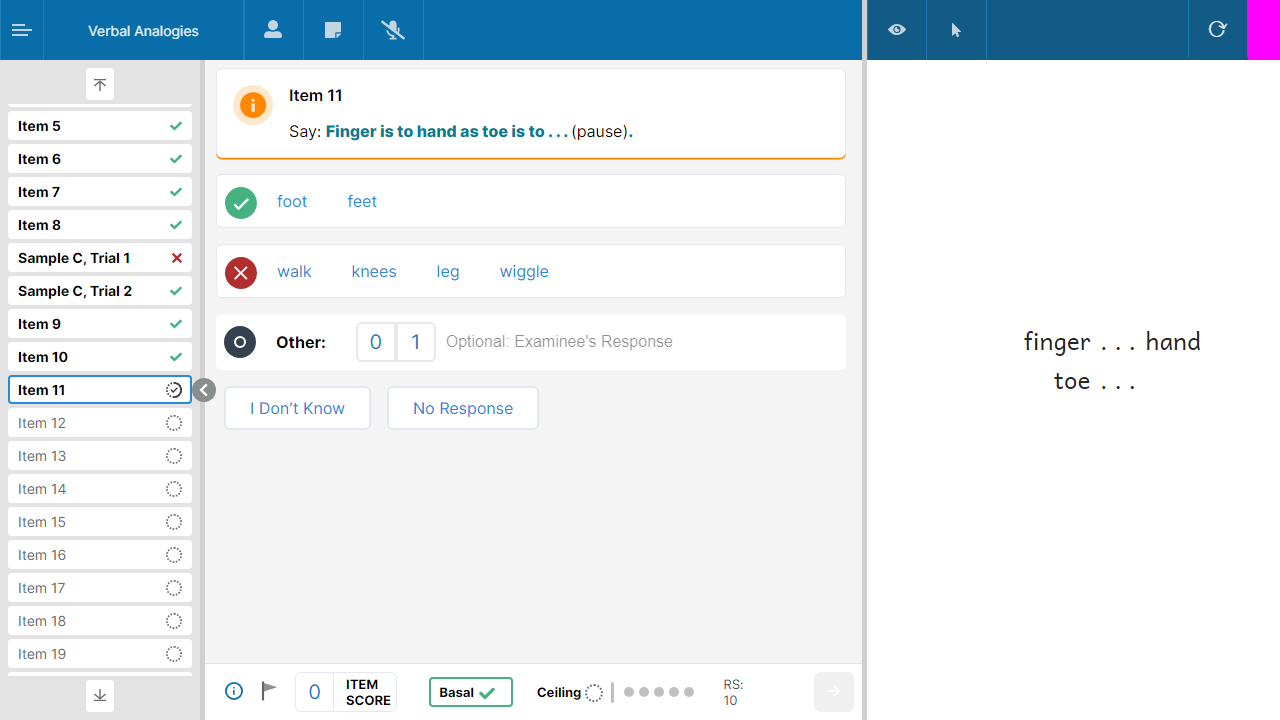 Verbal Analogies
Item 5
Item 6
Item 7
Item 8
Sample C, Trial 1
Sample C, Trial 2
Item 9
Item 10
Item 11
Item 12
Item 13
Item 14
Item 15
Item 16
Item 17
Item 18
Item 19
Item 11
Say: Finger is to hand as toe is to . . . (pause).
foot feet
walk knees leg wiggle
Other: 0 1 Optional: Examinee's Response
I Don’t Know No Response
0 ITEM SCORE Basal Ceiling RS: 10
finger . . . hand
toe . . .